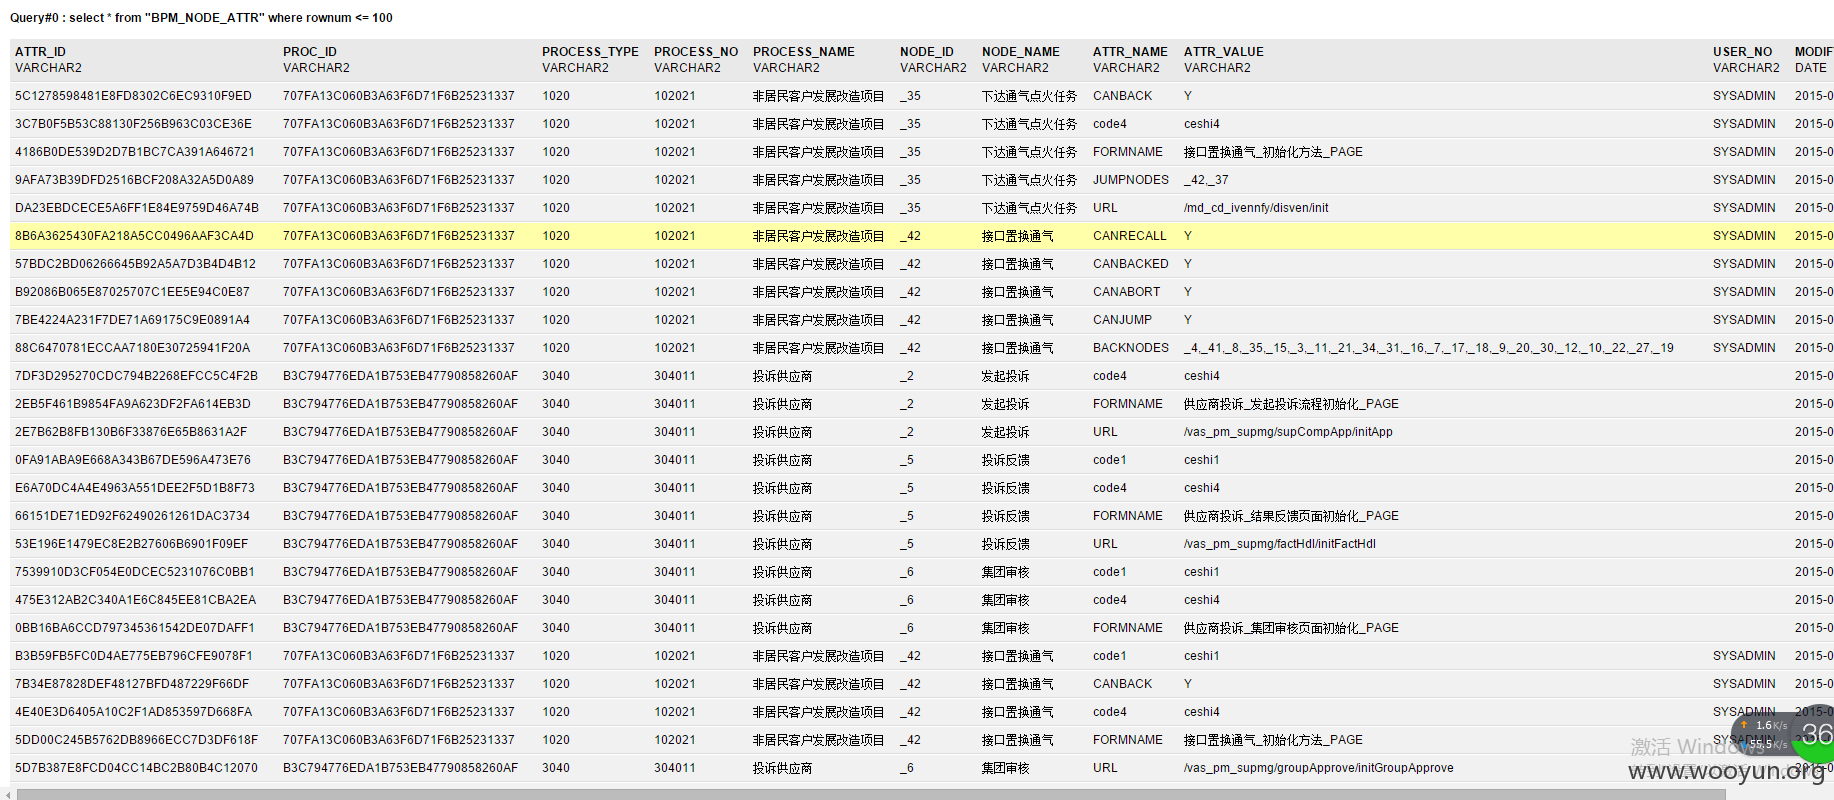 Query#0 : select * from "BPM_NODE_ATTR" where rownum <= 100
ATTR_ID PROC_ID PROCESS_TYPE PROCESS_NO PROCESS_NAME NODE_ID NODE_NAME ATTR_NAME ATTR_VALUE USER_NO MODIF
VARCHAR2 VARCHAR2 VARCHAR2 VARCHAR2 VARCHAR2 VARCHAR2 VARCHAR2 VARCHAR2 VARCHAR2 VARCHAR2 DATE
5C1278598481E8FD8302C6EC9310F9ED 707FA13C060B3A63F6D71F6B25231337 1020 102021 非居民客户发展改造项目 _35 下达通气点火任务 CANBACK Y SYSADMIN 2015-0
3C7B0F5B53C88130F256B963C03CE36E 707FA13C060B3A63F6D71F6B25231337 1020 102021 非居民客户发展改造项目 _35 下达通气点火任务 code4 ceshi4 SYSADMIN 2015-0
4186B0DE539D2D7B1BC7CA391A646721 707FA13C060B3A63F6D71F6B25231337 1020 102021 非居民客户发展改造项目 _35 下达通气点火任务 FORMNAME 接口置换通气_初始化方法_PAGE SYSADMIN 2015-0
9AFA73B39DFD2516BCF208A32A5D0A89 707FA13C060B3A63F6D71F6B25231337 1020 102021 非居民客户发展改造项目 _35 下达通气点火任务 JUMPNODES _42,_37 SYSADMIN 2015-0
DA23EBDCECE5A6FF1E84E9759D46A74B 707FA13C060B3A63F6D71F6B25231337 1020 102021 非居民客户发展改造项目 _35 下达通气点火任务 URL /md_cd_ivennfy/disven/init SYSADMIN 2015-0
8B6A3625430FA218A5CC0496AAF3CA4D 707FA13C060B3A63F6D71F6B25231337 1020 102021 非居民客户发展改造项目 _42 接口置换通气 CANRECALL Y SYSADMIN 2015-0
57BDC2BD06266645B92A5A7D3B4D4B12 707FA13C060B3A63F6D71F6B25231337 1020 102021 非居民客户发展改造项目 _42 接口置换通气 CANBACKED Y SYSADMIN 2015-0
B92086B065E87025707C1EE5E94C0E87 707FA13C060B3A63F6D71F6B25231337 1020 102021 非居民客户发展改造项目 _42 接口置换通气 CANABORT Y SYSADMIN 2015-0
7BE4224A231F7DE71A69175C9E0891A4 707FA13C060B3A63F6D71F6B25231337 1020 102021 非居民客户发展改造项目 _42 接口置换通气 CANJUMP Y SYSADMIN 2015-0
88C6470781ECCAA7180E30725941F20A 707FA13C060B3A63F6D71F6B25231337 1020 102021 非居民客户发展改造项目 _42 接口置换通气 BACKNODES _4,_41,_8,_35,_15,_3,_11,_21,_34,_31,_16,_7,_17,_18,_9,_20,_30,_12,_10,_22,_27,_19 SYSADMIN 2015-0
7DF3D295270CDC794B2268EFCC5C4F2B B3C794776EDA1B753EB47790858260AF 3040 304011 投诉供应商 _2 发起投诉 code4 ceshi4 2015-0
2EB5F461B9854FA9A623DF2FA614EB3D B3C794776EDA1B753EB47790858260AF 3040 304011 投诉供应商 _2 发起投诉 FORMNAME 供应商投诉_发起投诉流程初始化_PAGE 2015-0
2E7B62B8FB130B6F33876E65B8631A2F B3C794776EDA1B753EB47790858260AF 3040 304011 投诉供应商 _2 发起投诉 URL /vas_pm_supmg/supCompApp/initApp 2015-0
0FA91ABA9E668A343B67DE596A473E76 B3C794776EDA1B753EB47790858260AF 3040 304011 投诉供应商 _5 投诉反馈 code1 ceshi1 2015-0
E6A70DC4A4E4963A551DEE2F5D1B8F73 B3C794776EDA1B753EB47790858260AF 3040 304011 投诉供应商 _5 投诉反馈 code4 ceshi4 2015-0
66151DE71ED92F62490261261DAC3734 B3C794776EDA1B753EB47790858260AF 3040 304011 投诉供应商 _5 投诉反馈 FORMNAME 供应商投诉_结果反馈页面初始化_PAGE 2015-0
53E196E1479EC8E2B27606B6901F09EF B3C794776EDA1B753EB47790858260AF 3040 304011 投诉供应商 _5 投诉反馈 URL /vas_pm_supmg/factHdl/initFactHdl 2015-0
7539910D3CF054E0DCEC5231076C0BB1 B3C794776EDA1B753EB47790858260AF 3040 304011 投诉供应商 _6 集团审核 code1 ceshi1 2015-0
475E312AB2C340A1E6C845EE81CBA2EA B3C794776EDA1B753EB47790858260AF 3040 304011 投诉供应商 _6 集团审核 code4 ceshi4 2015-0
0BB16BA6CCD797345361542DE07DAFF1 B3C794776EDA1B753EB47790858260AF 3040 304011 投诉供应商 _6 集团审核 FORMNAME 供应商投诉_集团审核页面初始化_PAGE 2015-0
B3B59FB5FC0D4AE775EB796CFE9078F1 707FA13C060B3A63F6D71F6B25231337 1020 102021 非居民客户发展改造项目 _42 接口置换通气 code1 ceshi1 SYSADMIN 2015-0
7B34E87828DEF48127BFD487229F66DF 707FA13C060B3A63F6D71F6B25231337 1020 102021 非居民客户发展改造项目 _42 接口置换通气 CANBACK Y SYSADMIN 2015-0
4E40E3D6405A10C2F1AD853597D668FA 707FA13C060B3A63F6D71F6B25231337 1020 102021 非居民客户发展改造项目 _42 接口置换通气 code4 ceshi4 SYSADMIN 2015-0
5DD00C245B5762DB8966ECC7D3DF618F 707FA13C060B3A63F6D71F6B25231337 1020 102021 非居民客户发展改造项目 _42 接口置换通气 FORMNAME 接口置换通气_初始化方法_PAGE SYSADMIN
5D7B387E8FCD04CC14BC2B80B4C12070 B3C794776EDA1B753EB47790858260AF 3040 304011 投诉供应商 _6 集团审核 URL /vas_pm_supmg/groupApprove/initGroupApprove 2015-0
1.6K/s
55.5K/s
36
激活 Windows
www.wooyun.org